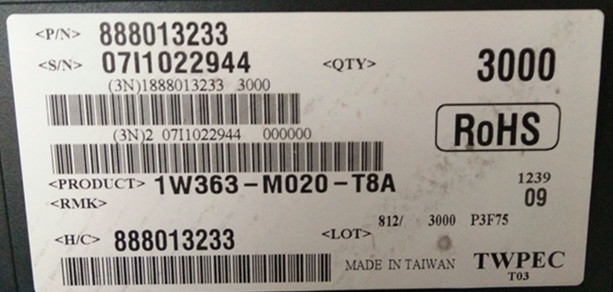 <P/N> 888013233
<S/N> 07I1022944 <QTY> 3000
(3N)1888013233 3000
RoHS
(3N)2 07I1022944 000000
<PRODUCT> 1W363-M020-T8A 1239
<RMK> 09
812/ 3000 P3F75
<H/C> 888013233 <LOT>
MADE IN TAIWAN TWPEC
T03